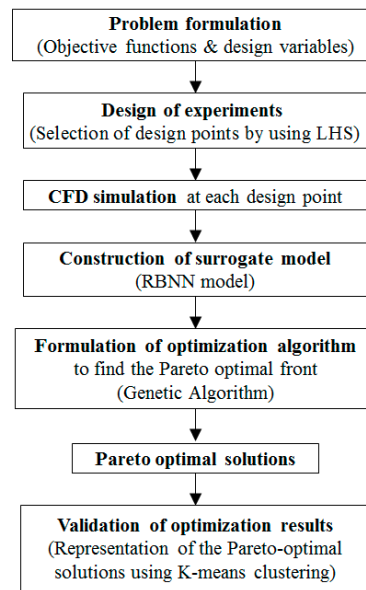 Problem formulation
(Objective functions & design variables)
Design of experiments
(Selection of design points by using LHS)
CFD simulation at each design point
Construction of surrogate model
(RBNN model)
Formulation of optimization algorithm
to find the Pareto optimal front
(Genetic Algorithm)
Pareto optimal solutions
Validation of optimization results
(Representation of the Pareto-optimal
solutions using K-means clustering)